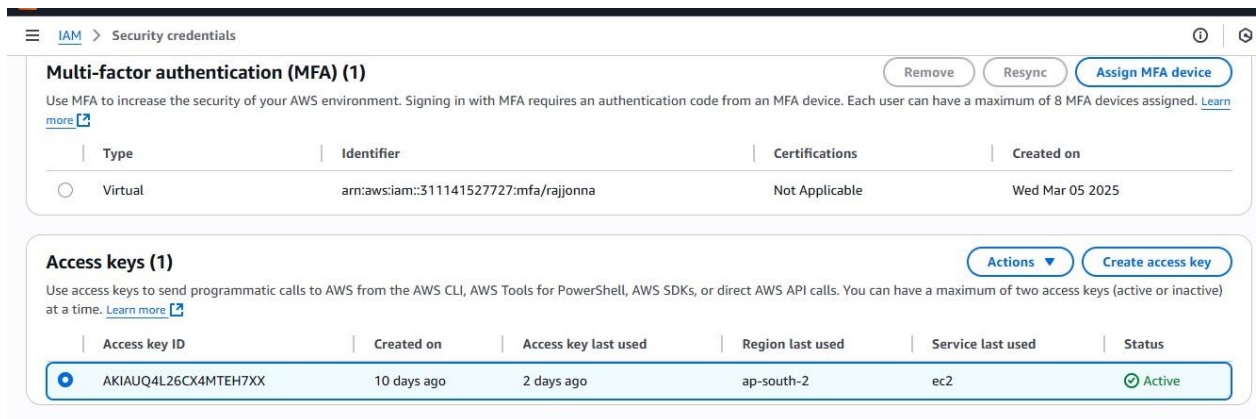 IAM > Security credentials
Multi-factor authentication (MFA) (1)
Remove
Resync
Assign MFA device
Use MFA to increase the security of your AWS environment. Signing in with MFA requires an authentication code from an MFA device. Each user can have a maximum of 8 MFA devices assigned. Learn
more
Type Identifier Certifications Created on
Virtual arn:aws:iam::311141527727:mfa/rajjonna Not Applicable Wed Mar 05 2025
Access keys (1)
Actions
Create access key
Use access keys to send programmatic calls to AWS from the AWS CLI, AWS Tools for PowerShell, AWS SDKs, or direct AWS API calls. You can have a maximum of two access keys (active or inactive)
at a time. Learn more
Access key ID Created on Access key last used Region last used Service last used Status
AKIAUQ4L26CX4MTEH7XX 10 days ago 2 days ago ap-south-2 ec2 Active